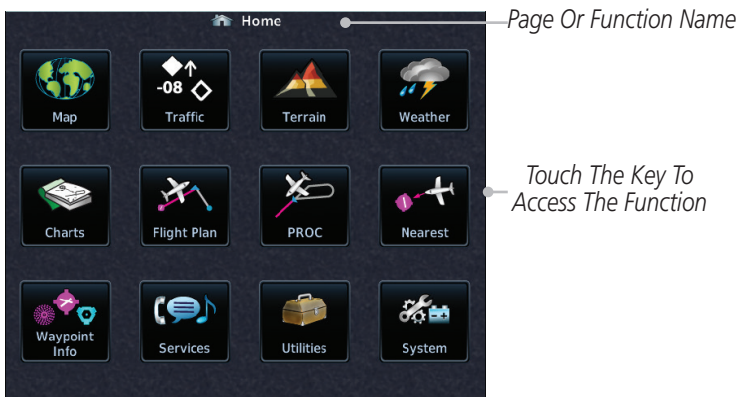 Home
Page Or Function Name
-08
Map
Traffic
Terrain
Weather
Touch The Key To
Access The Function
Charts
Flight Plan
PROC
Nearest
Waypoint
Info
Services
Utilities
System